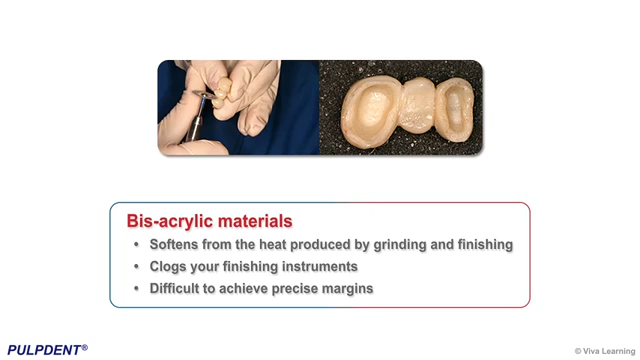 Bis-acrylic materials
• Softens from the heat produced by grinding and finishing
• Clogs your finishing instruments
• Difficult to achieve precise margins
PULPDENT®
© Viva Learning